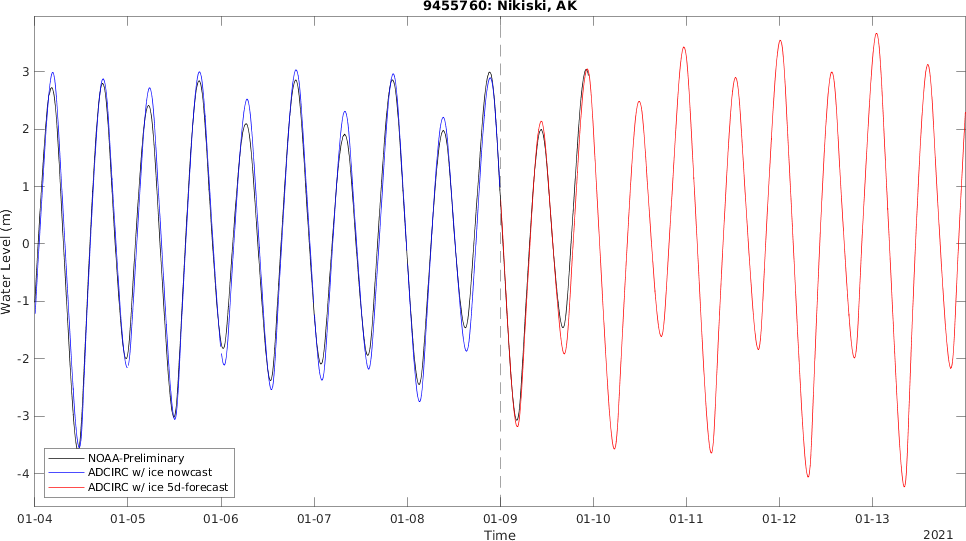 9455760: Nikiski, AK
Water Level (m)
3
2
1
0
-1
-2
-3
-4
NOAA-Preliminary
ADCIRC w/ ice nowcast
ADCIRC w/ ice 5d-forecast
01-04 01-05 01-06 01-07 01-08 01-09 01-10 01-11 01-12 01-13
Time
2021